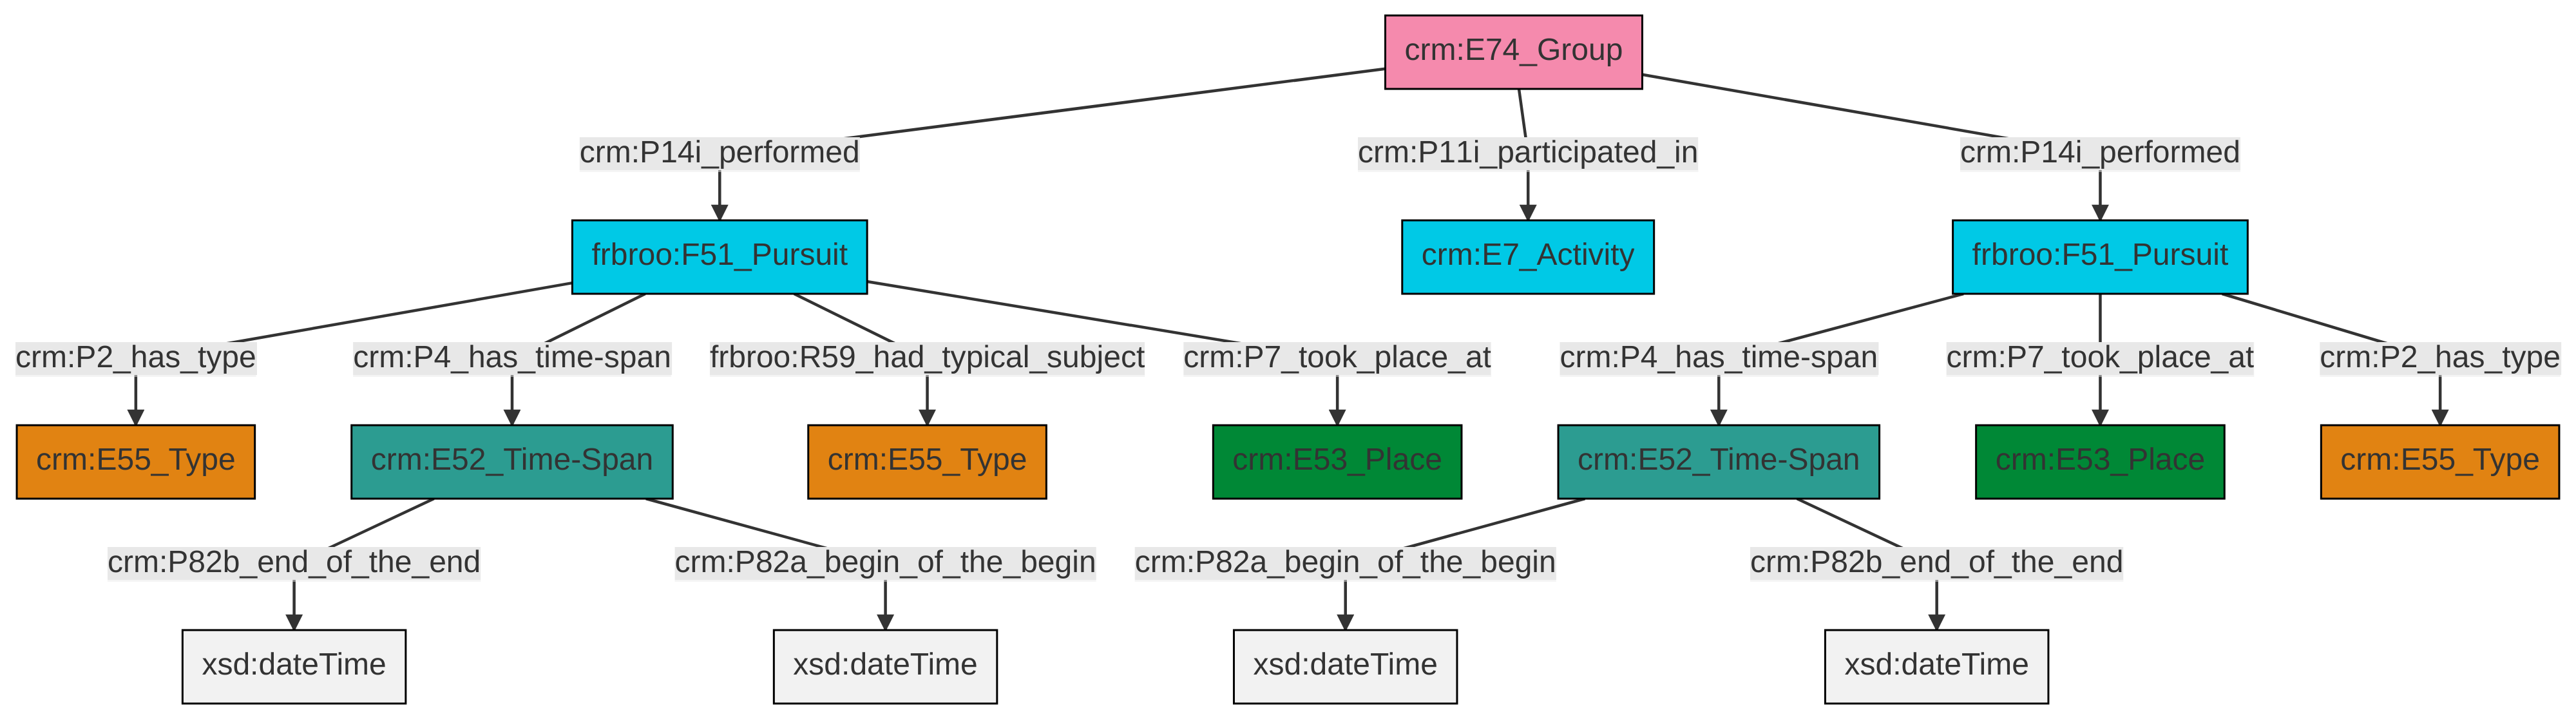 crm:E74_Group
crm:P14i_performed
crm:P11i_participated_in
crm:P14i_performed
frbroo:F51_Pursuit
crm:E7_Activity
frbroo:F51_Pursuit
crm:P2_has_type
crm:P4_has_time-span
frbroo:R59_had_typical_subject
crm:P7_took_place_at
crm:P4_has_time-span
crm:P7_took_place_at
crm:P2_has_type
crm:E55_Type
crm:E52_Time-Span
crm:E55_Type
crm:E53_Place
crm:E52_Time-Span
crm:E53_Place
crm:E55_Type
crm:P82b_end_of_the_end
crm:P82a_begin_of_the_begin
crm:P82a_begin_of_the_begin
crm:P82b_end_of_the_end
xsd:dateTime
xsd:dateTime
xsd:dateTime
xsd:dateTime